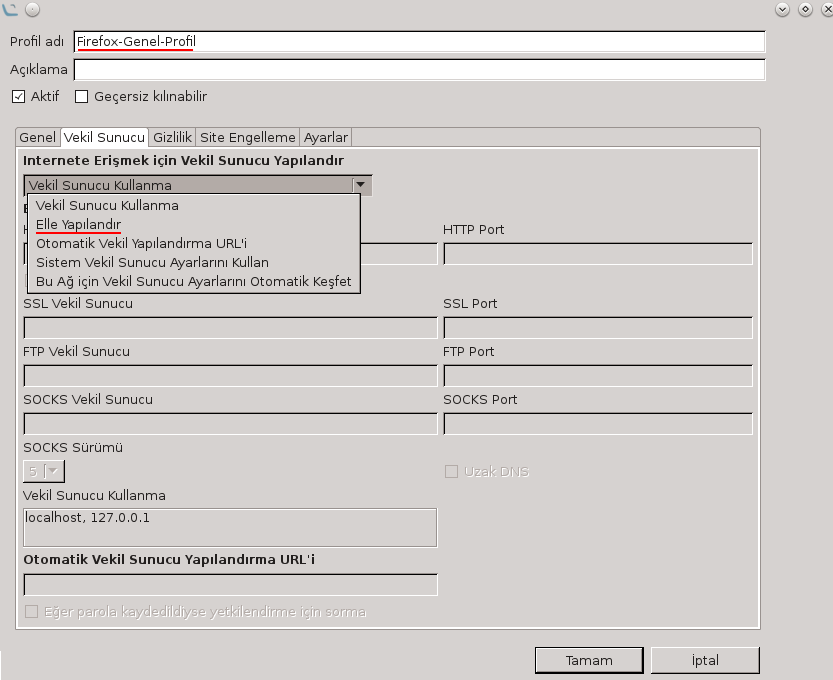 Profil adı Firefox-Genel-Profil
Açıklama
Aktif Geçersiz kılınabilir
Genel Vekil Sunucu Gizlilik Site Engelleme Ayarlar
Internete Erişmek için Vekil Sunucu Yapılandır
Vekil Sunucu Kullanma
Vekil Sunucu Kullanma
Elle Yapılandır
HTTP Port
Otomatik Vekil Yapılandırma URL'i
Sistem Vekil Sunucu Ayarlarını Kullan
Bu Ağ için Vekil Sunucu Ayarlarını Otomatik Keşfet
SSL Vekil Sunucu SSL Port
FTP Vekil Sunucu FTP Port
SOCKS Vekil Sunucu SOCKS Port
SOCKS Sürümü
5 Uzak DNS
Vekil Sunucu Kullanma
localhost, 127.0.0.1
Otomatik Vekil Sunucu Yapılandırma URL'i
Eğer parola kaydedildiyse yetkilendirme için sorma
Tamam İptal